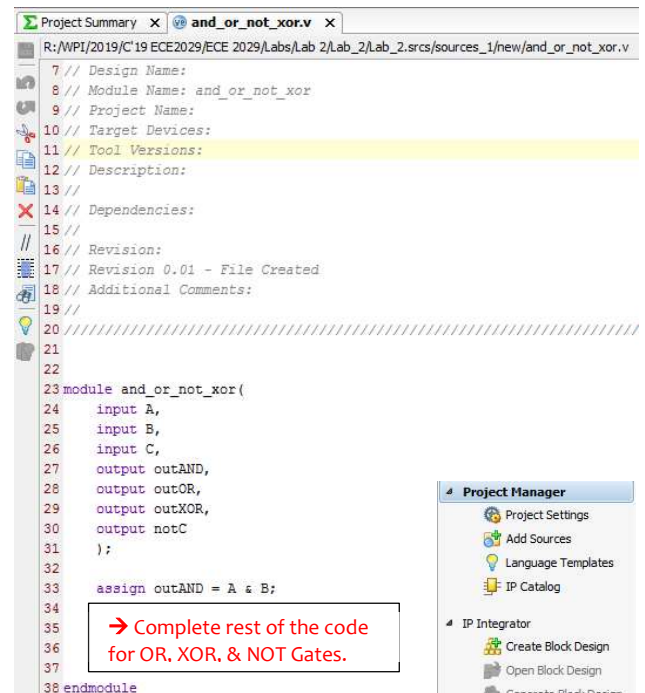 Project Summary x and_or_not_xor.v x
R:/WPI/2019/C'19 ECE2029/ECE 2029/Labs/Lab 2/Lab_2/Lab_2.srcs/sources_1/new/and_or_not_xor.v
7 // Design Name:
8 // Module Name: and_or_not_xor
9 // Project Name:
10 // Target Devices:
11 // Tool Versions:
12 // Description:
13 //
14 // Dependencies:
15 //
16 // Revision:
17 // Revision 0.01 - File Created
18 // Additional Comments:
19 //
20 //////////////////////////////////////////////////////////////////////
21
22
23 module and_or_not_xor(
24 input A,
25 input B,
26 input C,
27 output outAND,
28 output outOR,
29 output outXOR,
30 output notC
31 );
32
33 assign outAND = A & B;
34
35
36
37
38 endmodule
→ Complete rest of the code
for OR, XOR, & NOT Gates.
Project Manager
Project Settings
Add Sources
Language Templates
IP Catalog
IP Integrator
Create Block Design
Open Block Design
Generate Block Design